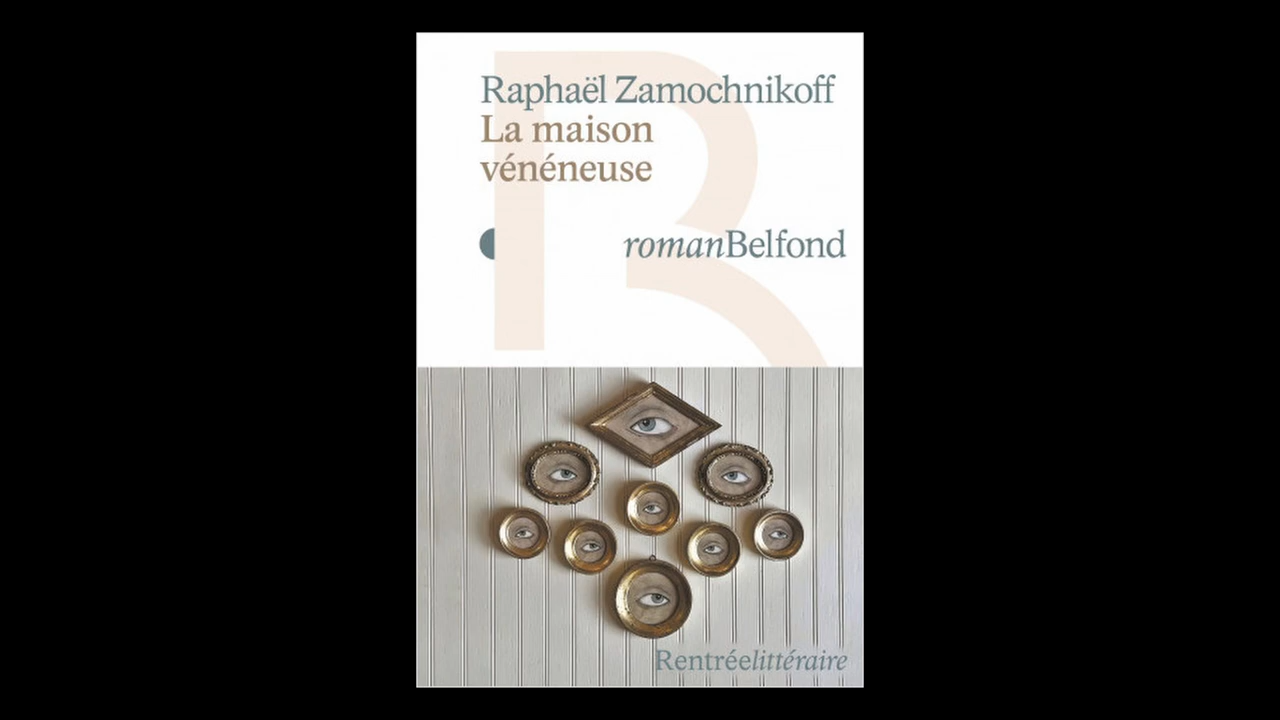 Raphaël Zamochnikoff
La maison
vénéneuse
romanBelfond
Rentréelittéraire